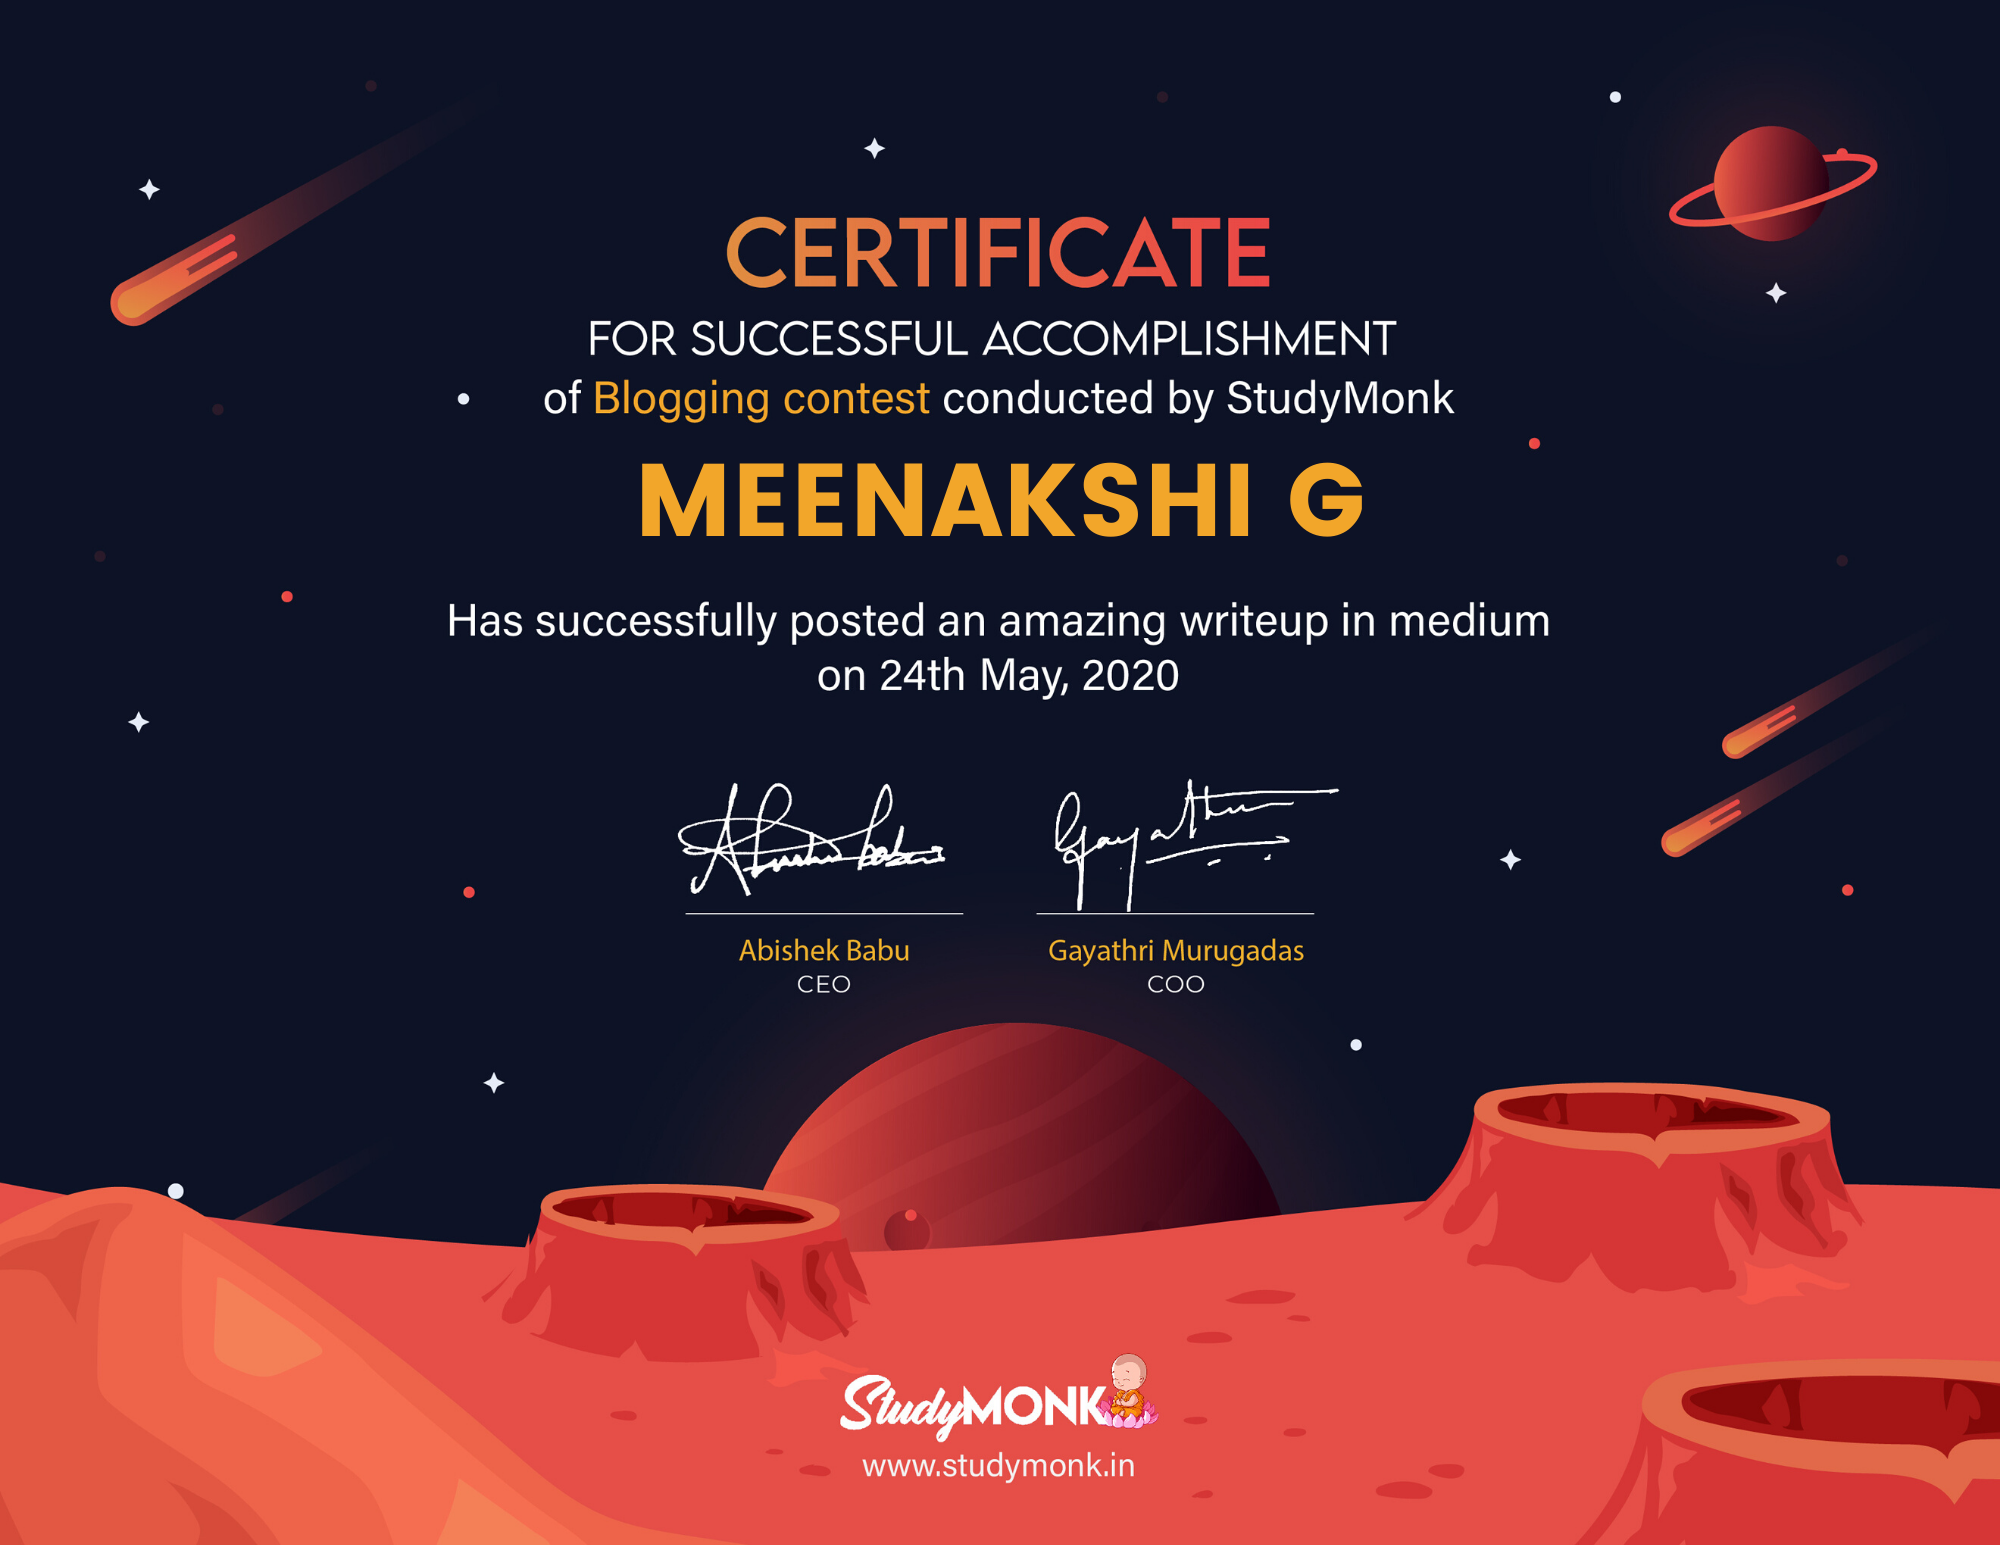 CERTIFICATE
FOR SUCCESSFUL ACCOMPLISHMENT
of Blogging contest conducted by StudyMonk
MEENAKSHI G
Has successfully posted an amazing writeup in medium
on 24th May, 2020
Abishek Babu
Gayathri Murugadas
CEO
COO
StudyMONK
www.studymonk.in